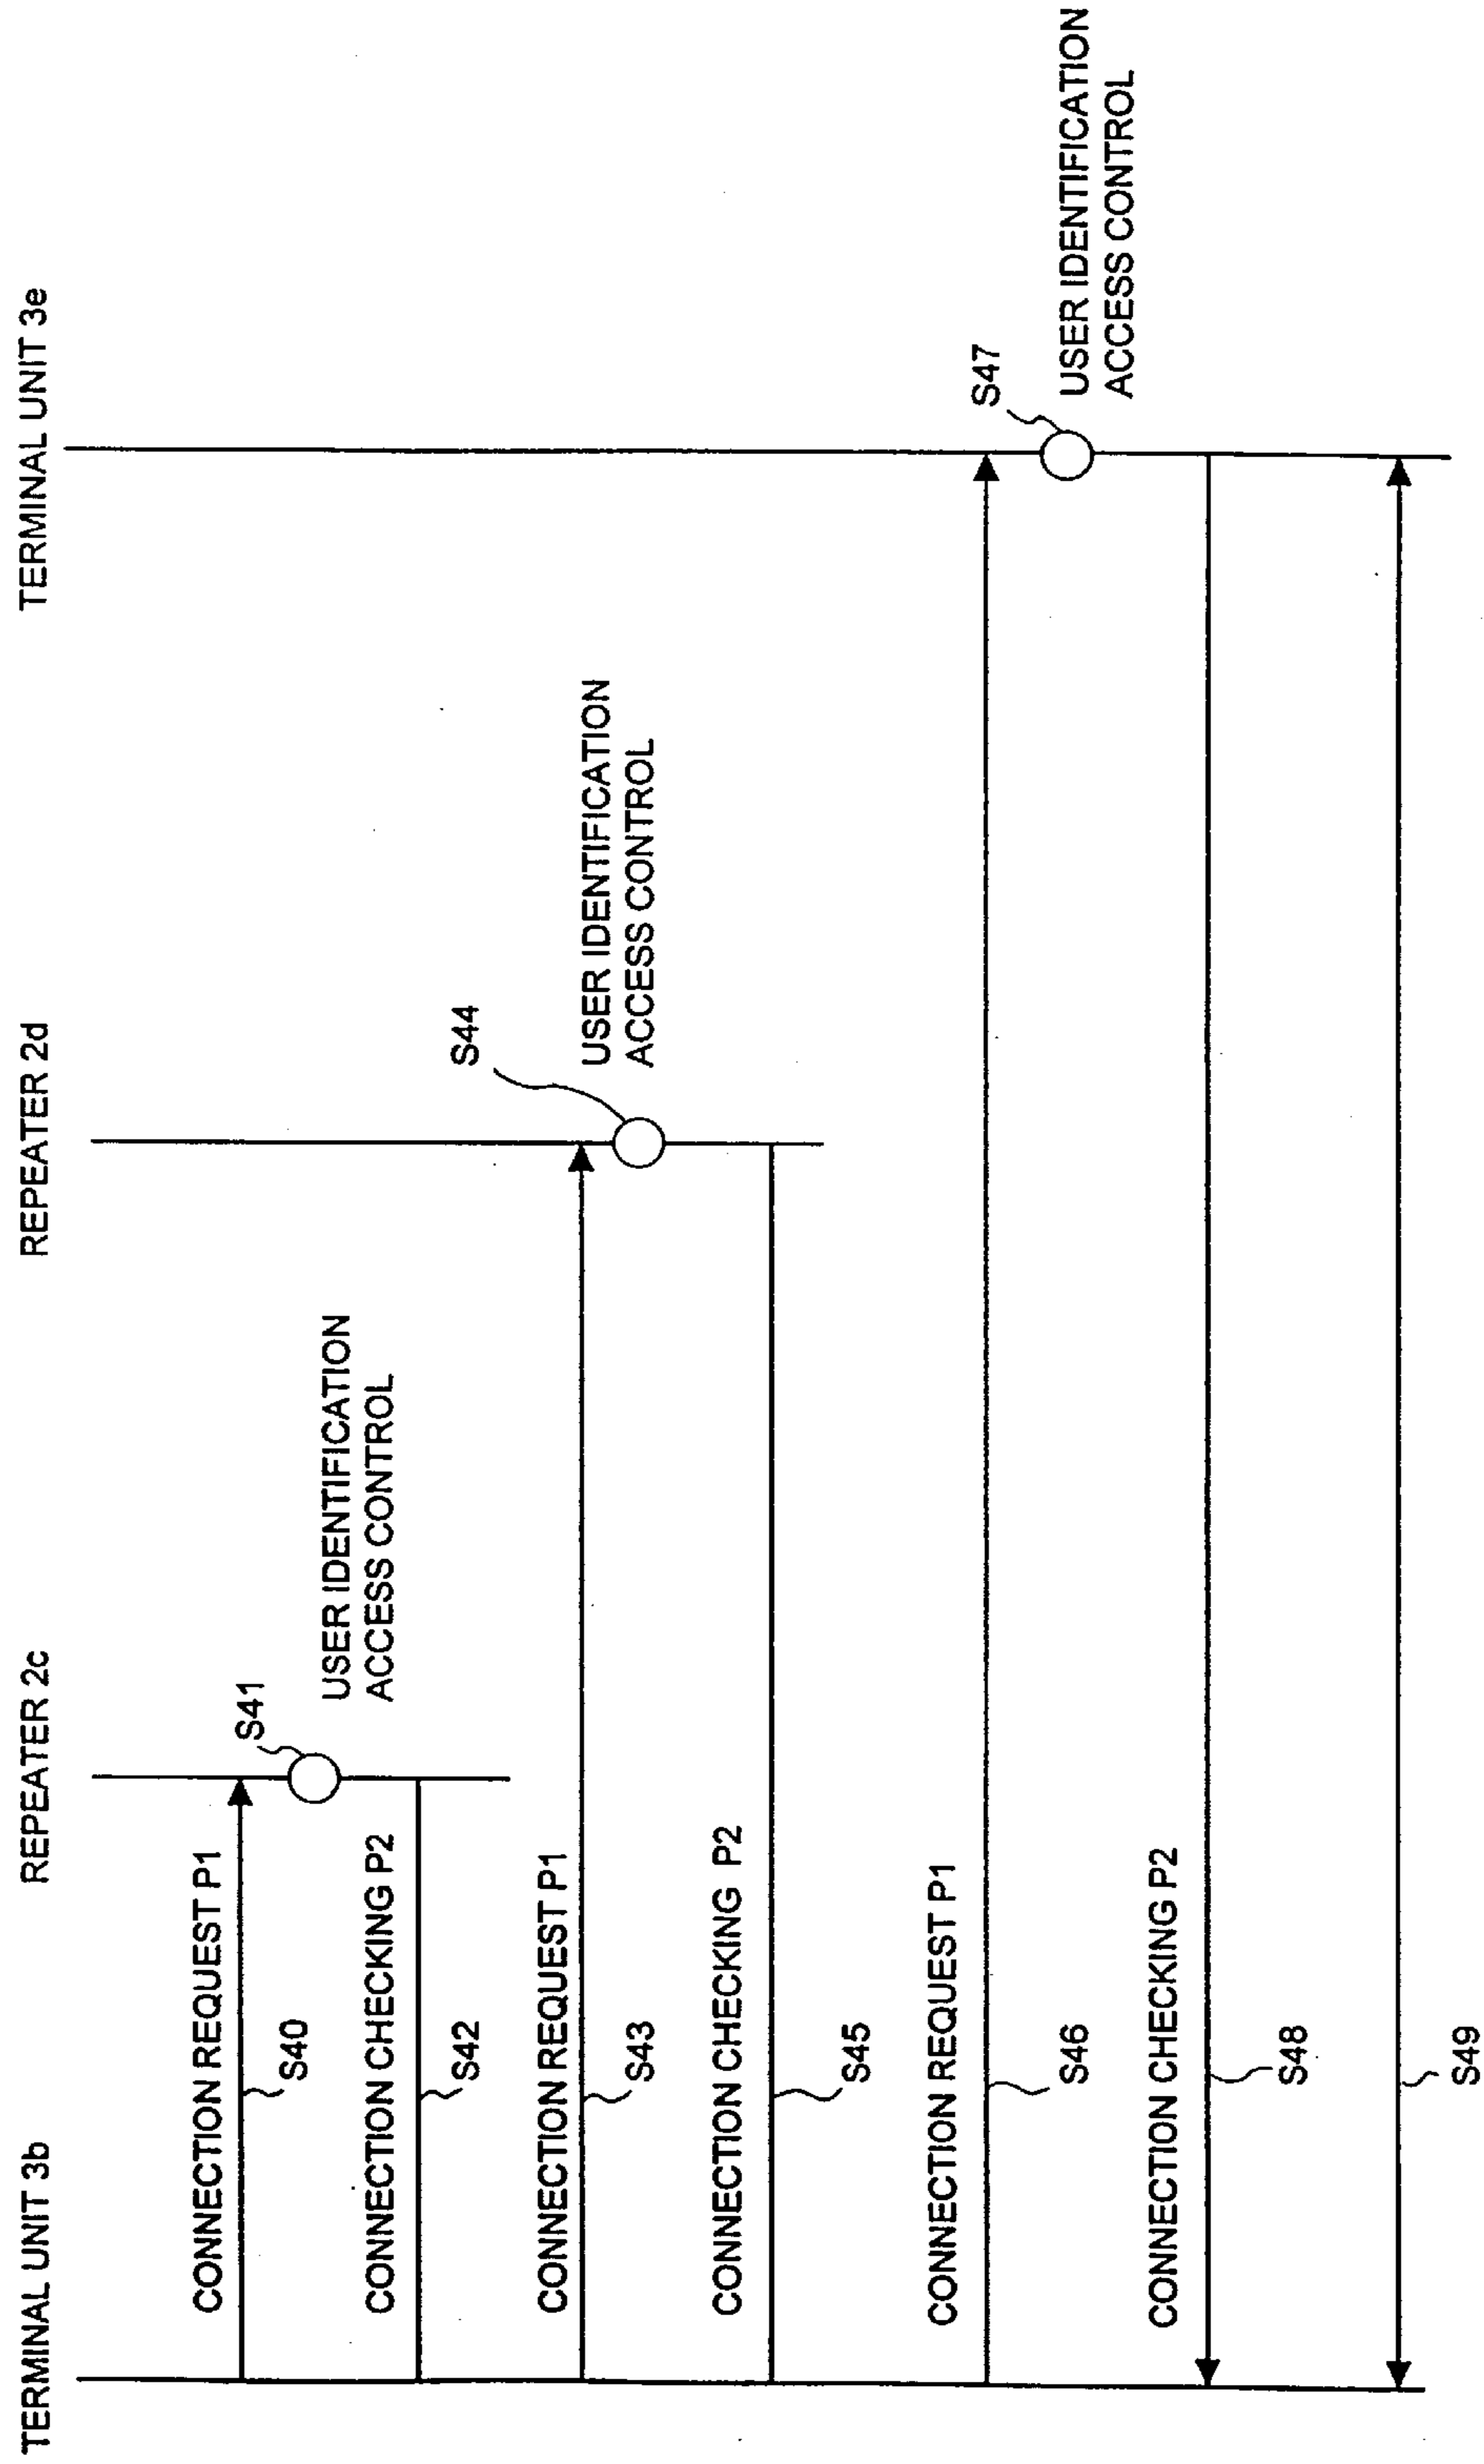 TERMINAL UNIT 3b
REPEATER 2c
REPEATER 2d
TERMINAL UNIT 3e
CONNECTION REQUEST P1
S40
S41
USER IDENTIFICATION
ACCESS CONTROL
CONNECTION CHECKING P2
S42
CONNECTION REQUEST P1
S43
S44
USER IDENTIFICATION
ACCESS CONTROL
CONNECTION CHECKING P2
S45
CONNECTION REQUEST P1
S46
S47
USER IDENTIFICATION
ACCESS CONTROL
CONNECTION CHECKING P2
S48
S49